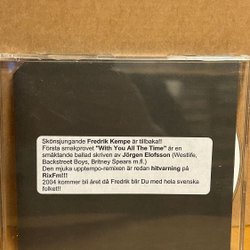 Skönsjungande Fredrik Kempe är tillbaka!!
Första smakprovet "With You All The Time" är en
småktande ballad skriven av Jörgen Elofsson (Westlife,
Backstreet Boys, Britney Spears m.fl.)
Den mjuka upptempo-remixen är redan hitvarning på
RixFm!!!
2004 kommer bli året då Fredrik blir Du med hela svenska
folket!!